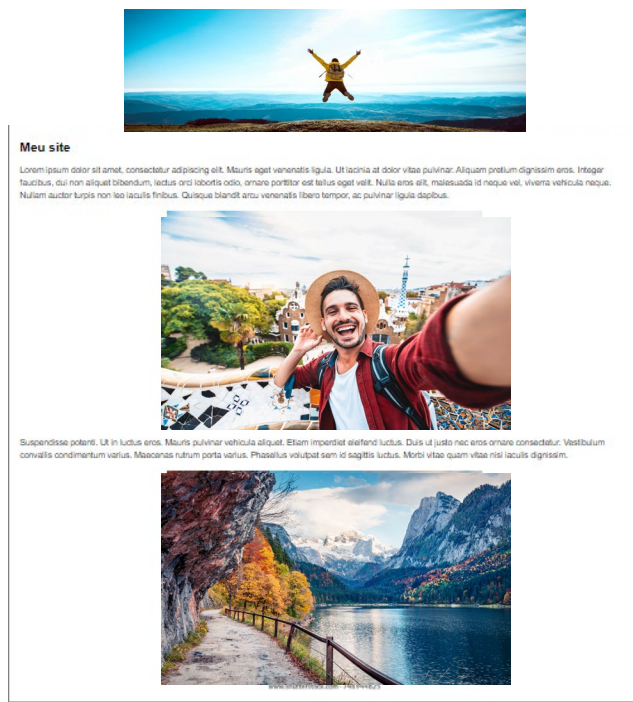 Meu site
Lorem ipsum dolor sit amet, consectetur adipiscing elit. Mauris eget venenatis ligula. Ut lacinia at dolor vitae pulvinar. Aliquam pretium dignissim eros. Integer
faucibus, dui non aliquet bibendum, lectus orci lobortis odio, ornare porttitor est tellus eget velit. Nulla eros elit, malesuada id neque vel, viverra vehicula neque.
Nullam auctor turpis non leo iaculis finibus. Quisque blandit arcu venenatis libero tempor, ac pulvinar ligula dapibus.
Suspendisse potenti. Ut in luctus eros. Mauris pulvinar vehicula aliquet. Etiam imperdiet eleifend luctus. Duis ut justo nec eros ornare consectetur. Vestibulum
convallis condimentum varius. Maecenas rutrum porta varius. Phasellus volutpat sem id sagittis luctus. Morbi vitae quam vitae nisi iaculis dignissim.
www.shutterstock.com